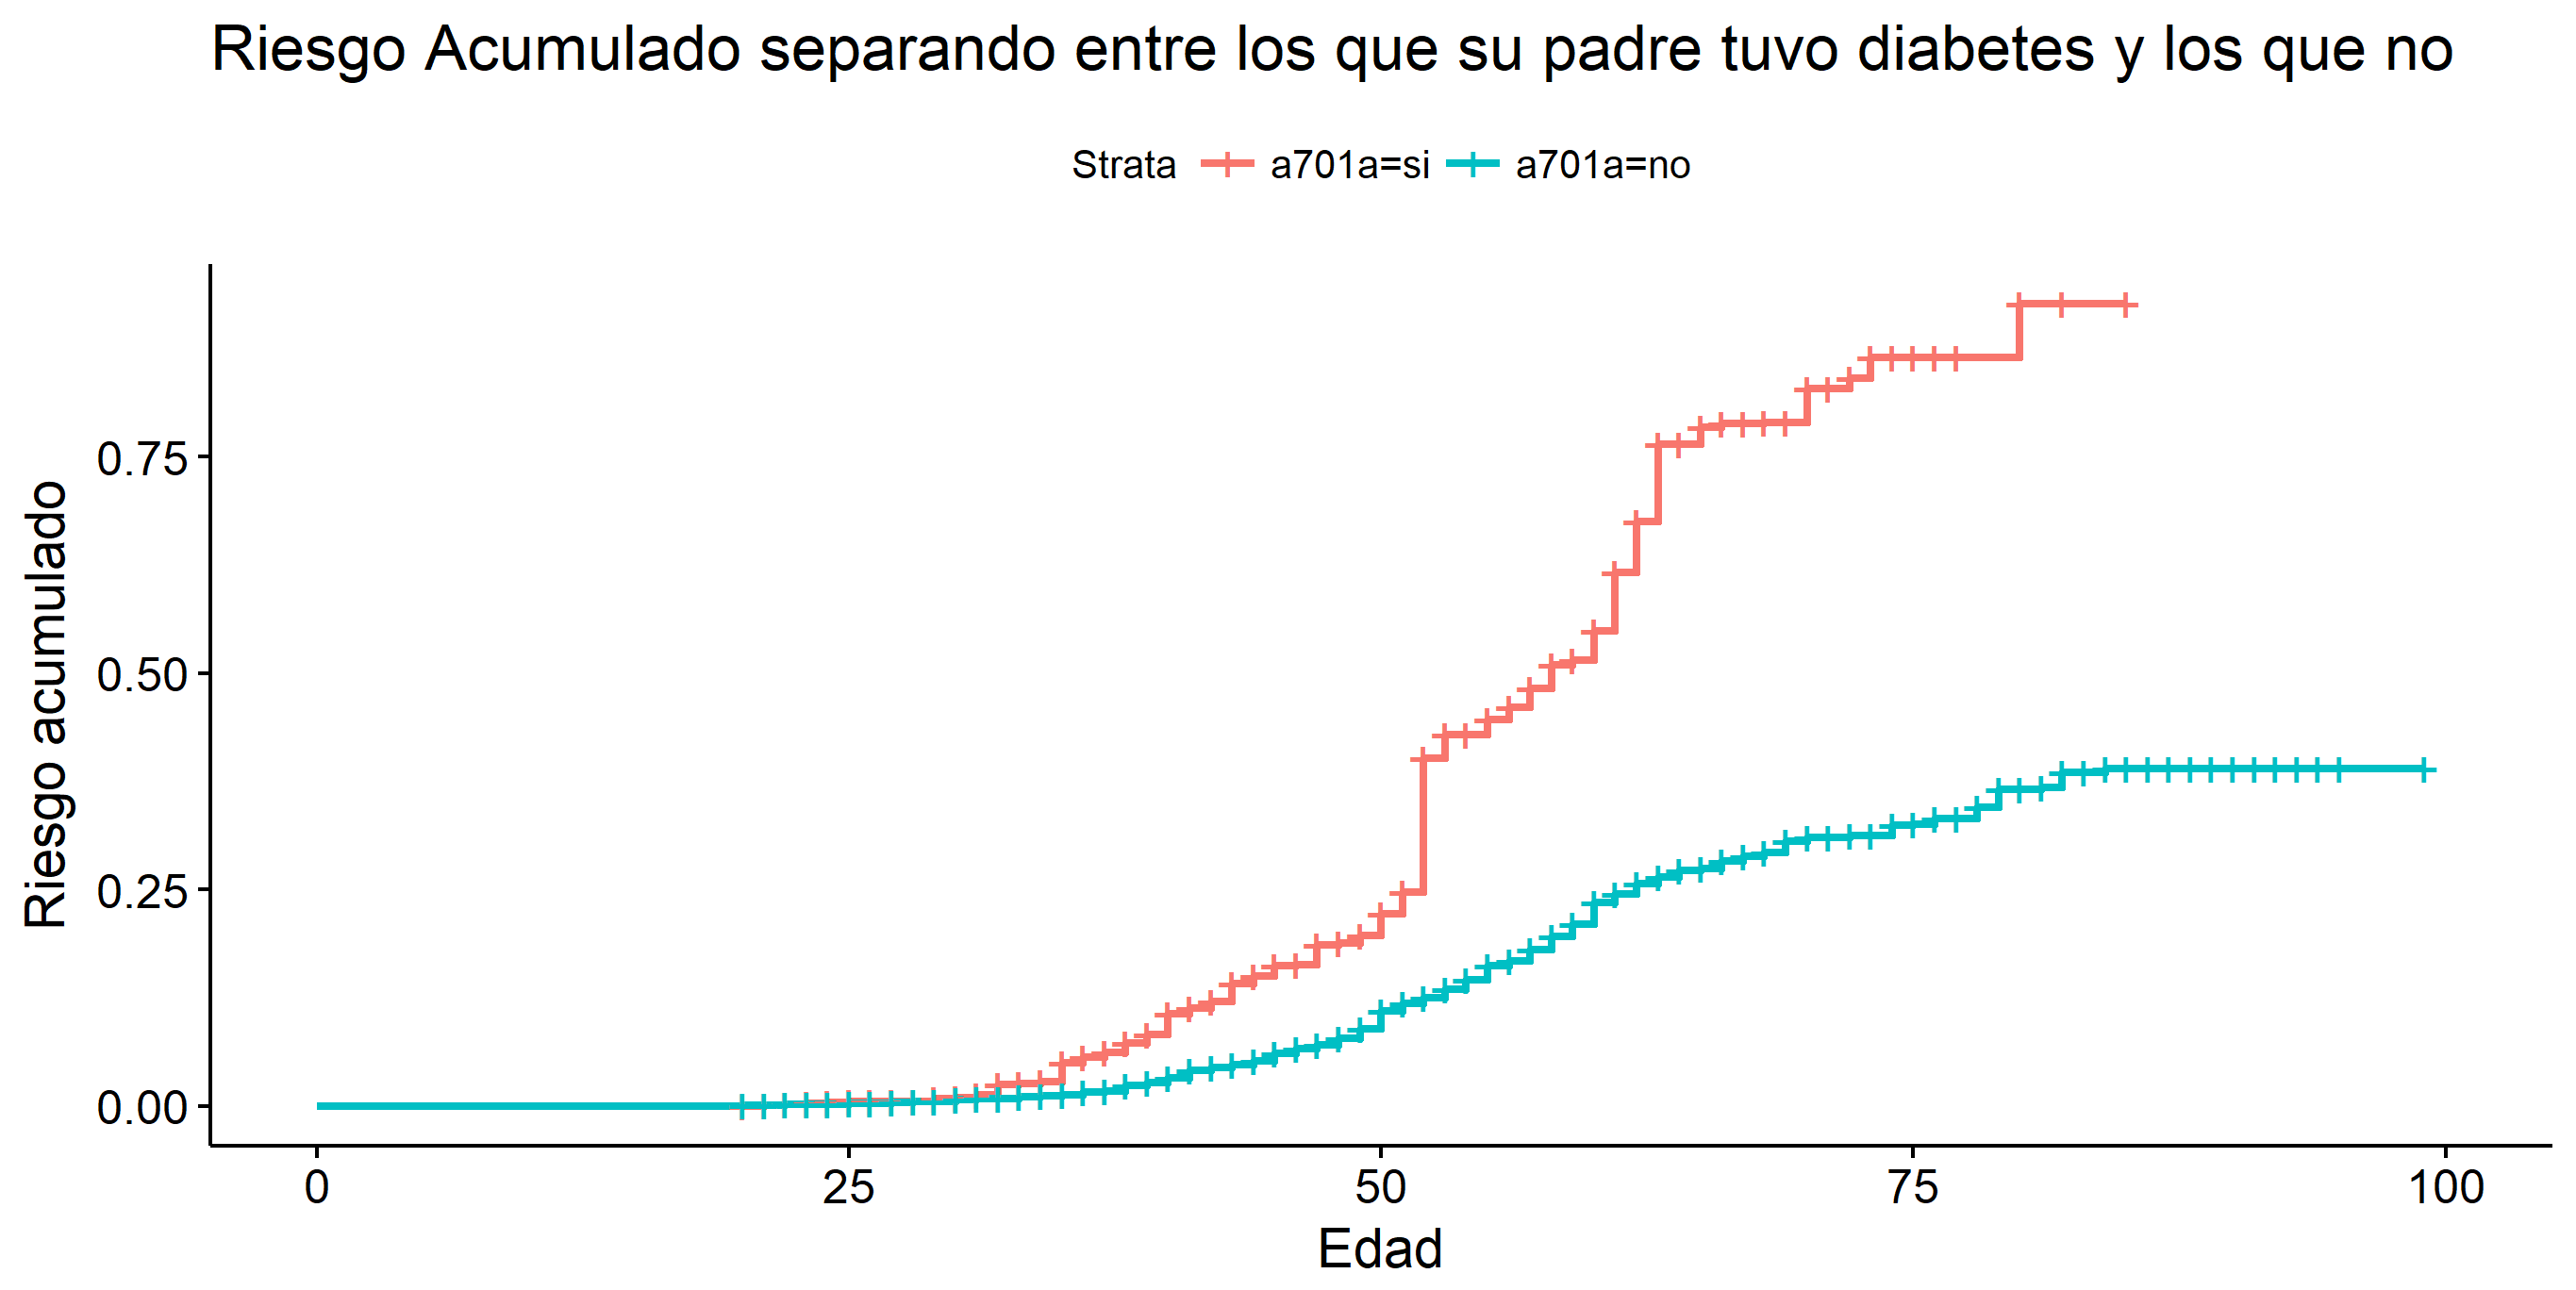 Riesgo Acumulado separando entre los que su padre tuvo diabetes y los que no
Strata a701a=si a701a=no
Riesgo acumulado
0.75
0.50
0.25
0.00
0 25 50 75 100
Edad